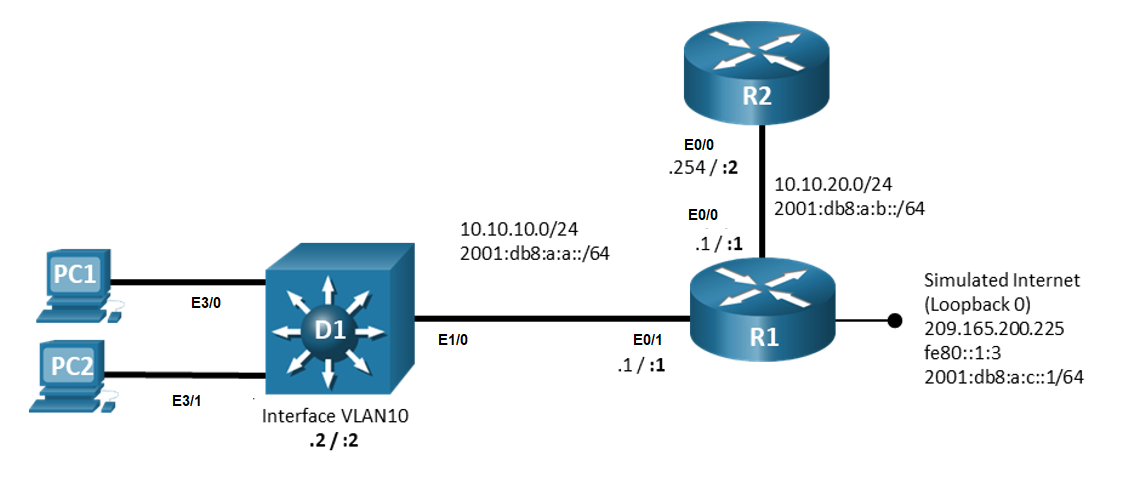 R2
E0/0
.254 / :2
10.10.20.0/24
2001:db8:a:b::/64
E0/0
.1 / :1
10.10.10.0/24
2001:db8:a:a::/64
PC1
E3/0
D1
E1/0
E0/1
.1 / :1
R1
Simulated Internet
(Loopback 0)
209.165.200.225
fe80::1:3
2001:db8:a:c::1/64
PC2
E3/1
Interface VLAN10
.2 / :2